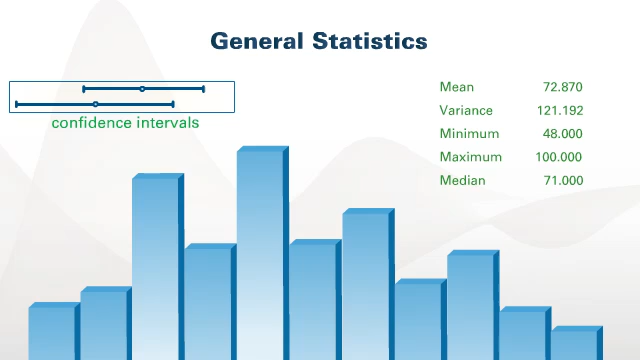 General Statistics
confidence intervals
Mean 72.870
Variance 121.192
Minimum 48.000
Maximum 100.000
Median 71.000